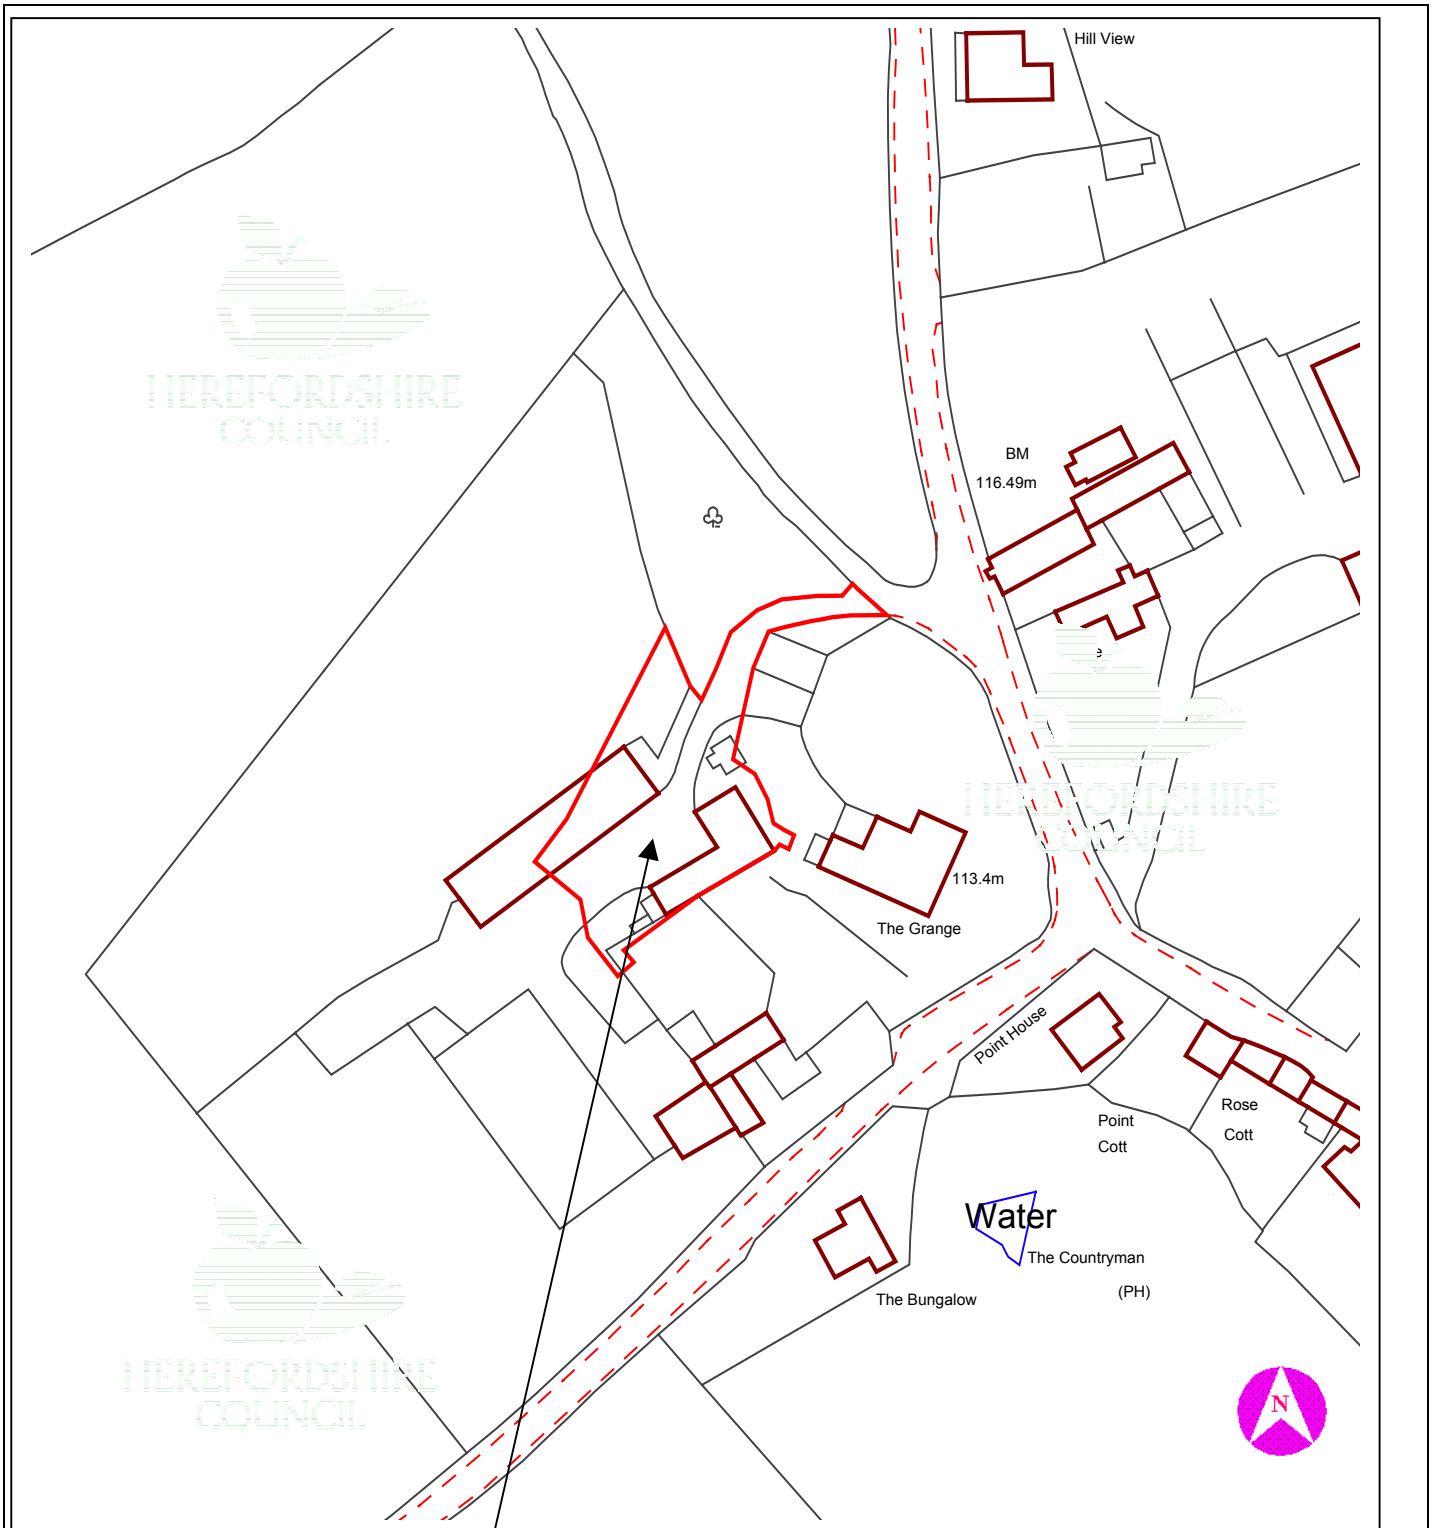 Hill View
HEREFORDSHIRE
COUNCIL
BM
116.49m
HEREFORDSHIRE
COUNCIL
113.4m
The Grange
Point House
Point
Cott
Rose
Cott
Water
The Countryman
(PH)
The Bungalow
HEREFORDSHIRE
COUNCIL
N